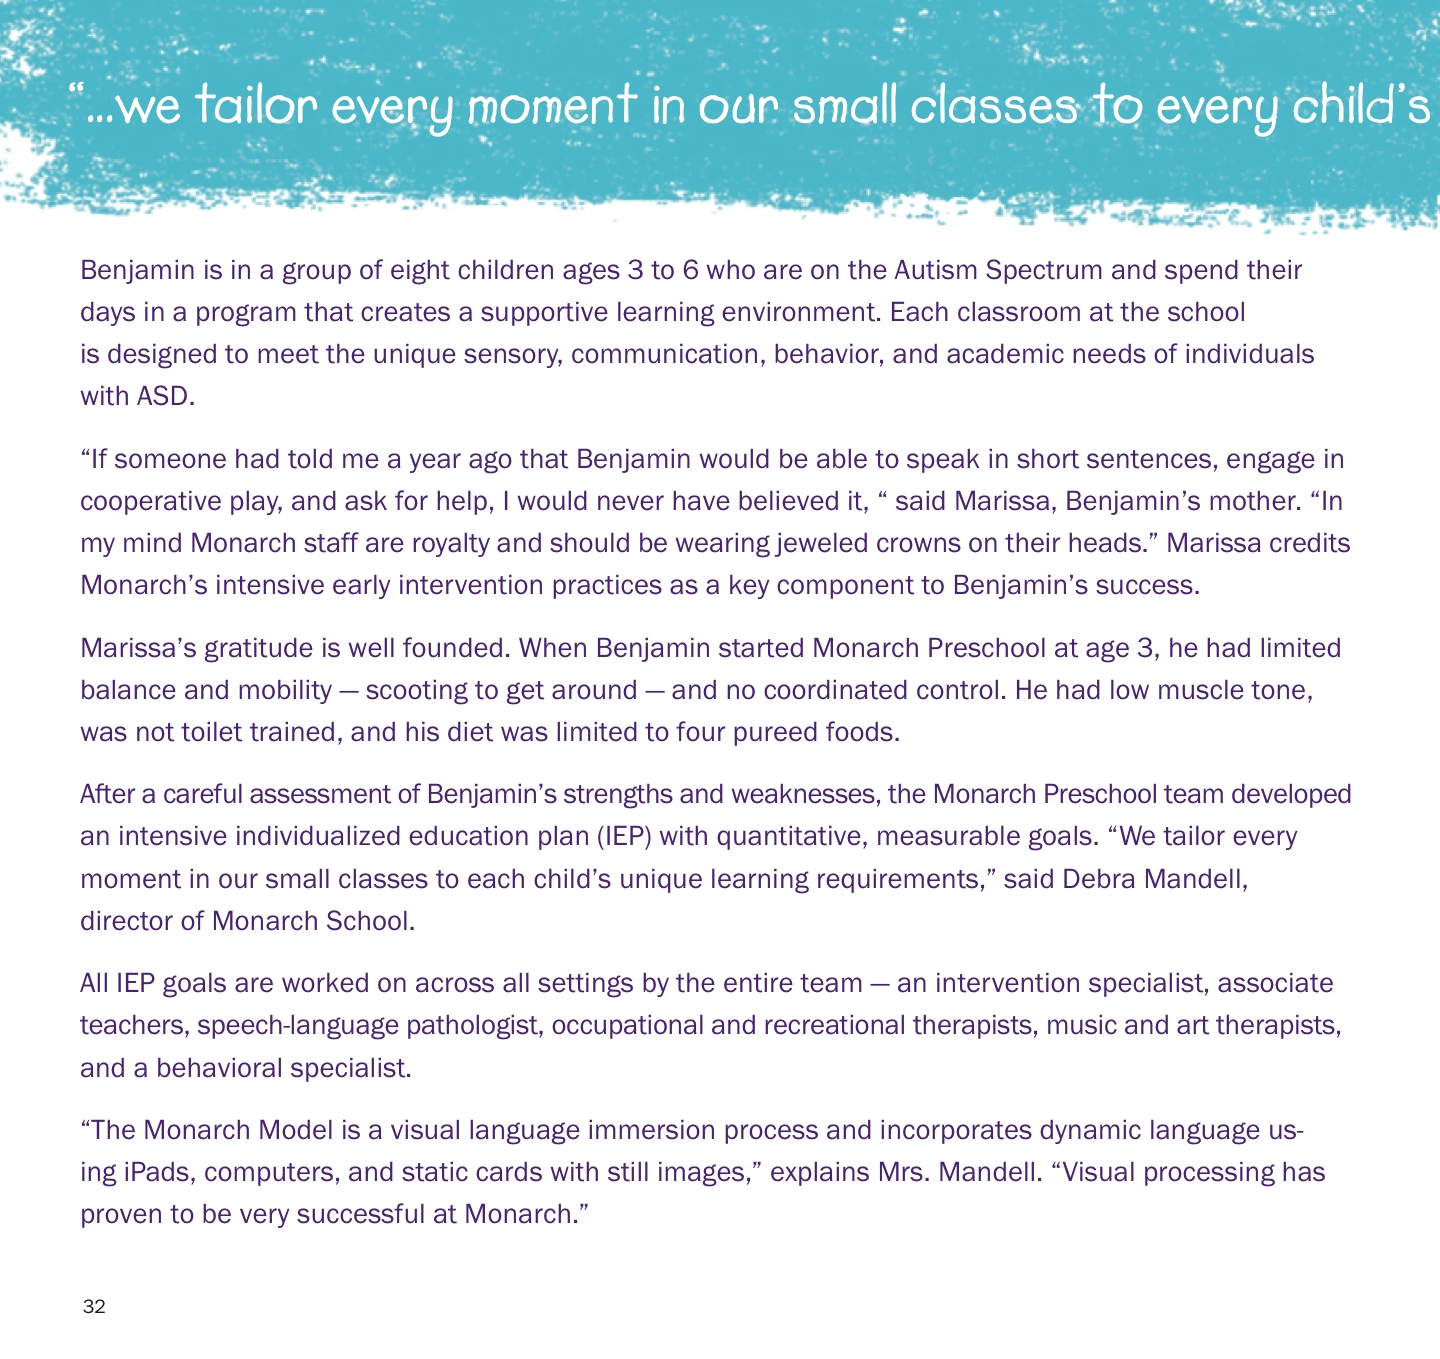 “...we tailor every moment in our small classes to every child’s
Benjamin is in a group of eight children ages 3 to 6 who are on the Autism Spectrum and spend their
days in a program that creates a supportive learning environment. Each classroom at the school
is designed to meet the unique sensory, communication, behavior, and academic needs of individuals
with ASD.
“If someone had told me a year ago that Benjamin would be able to speak in short sentences, engage in
cooperative play, and ask for help, I would never have believed it, “ said Marissa, Benjamin’s mother. “In
my mind Monarch staff are royalty and should be wearing jeweled crowns on their heads.” Marissa credits
Monarch’s intensive early intervention practices as a key component to Benjamin’s success.
Marissa’s gratitude is well founded. When Benjamin started Monarch Preschool at age 3, he had limited
balance and mobility — scooting to get around — and no coordinated control. He had low muscle tone,
was not toilet trained, and his diet was limited to four pureed foods.
After a careful assessment of Benjamin’s strengths and weaknesses, the Monarch Preschool team developed
an intensive individualized education plan (IEP) with quantitative, measurable goals. “We tailor every
moment in our small classes to each child’s unique learning requirements,” said Debra Mandell,
director of Monarch School.
All IEP goals are worked on across all settings by the entire team — an intervention specialist, associate
teachers, speech-language pathologist, occupational and recreational therapists, music and art therapists,
and a behavioral specialist.
“The Monarch Model is a visual language immersion process and incorporates dynamic language us-
ing iPads, computers, and static cards with still images,” explains Mrs. Mandell. “Visual processing has
proven to be very successful at Monarch.”
32